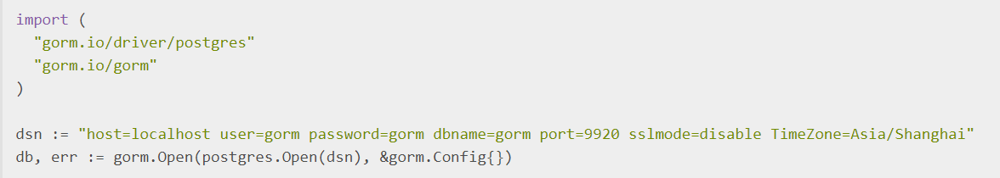 import (
  "gorm.io/driver/postgres"
  "gorm.io/gorm"
)

dsn := "host=localhost user=gorm password=gorm dbname=gorm port=9920 sslmode=disable TimeZone=Asia/Shanghai"
db, err := gorm.Open(postgres.Open(dsn), &gorm.Config{})